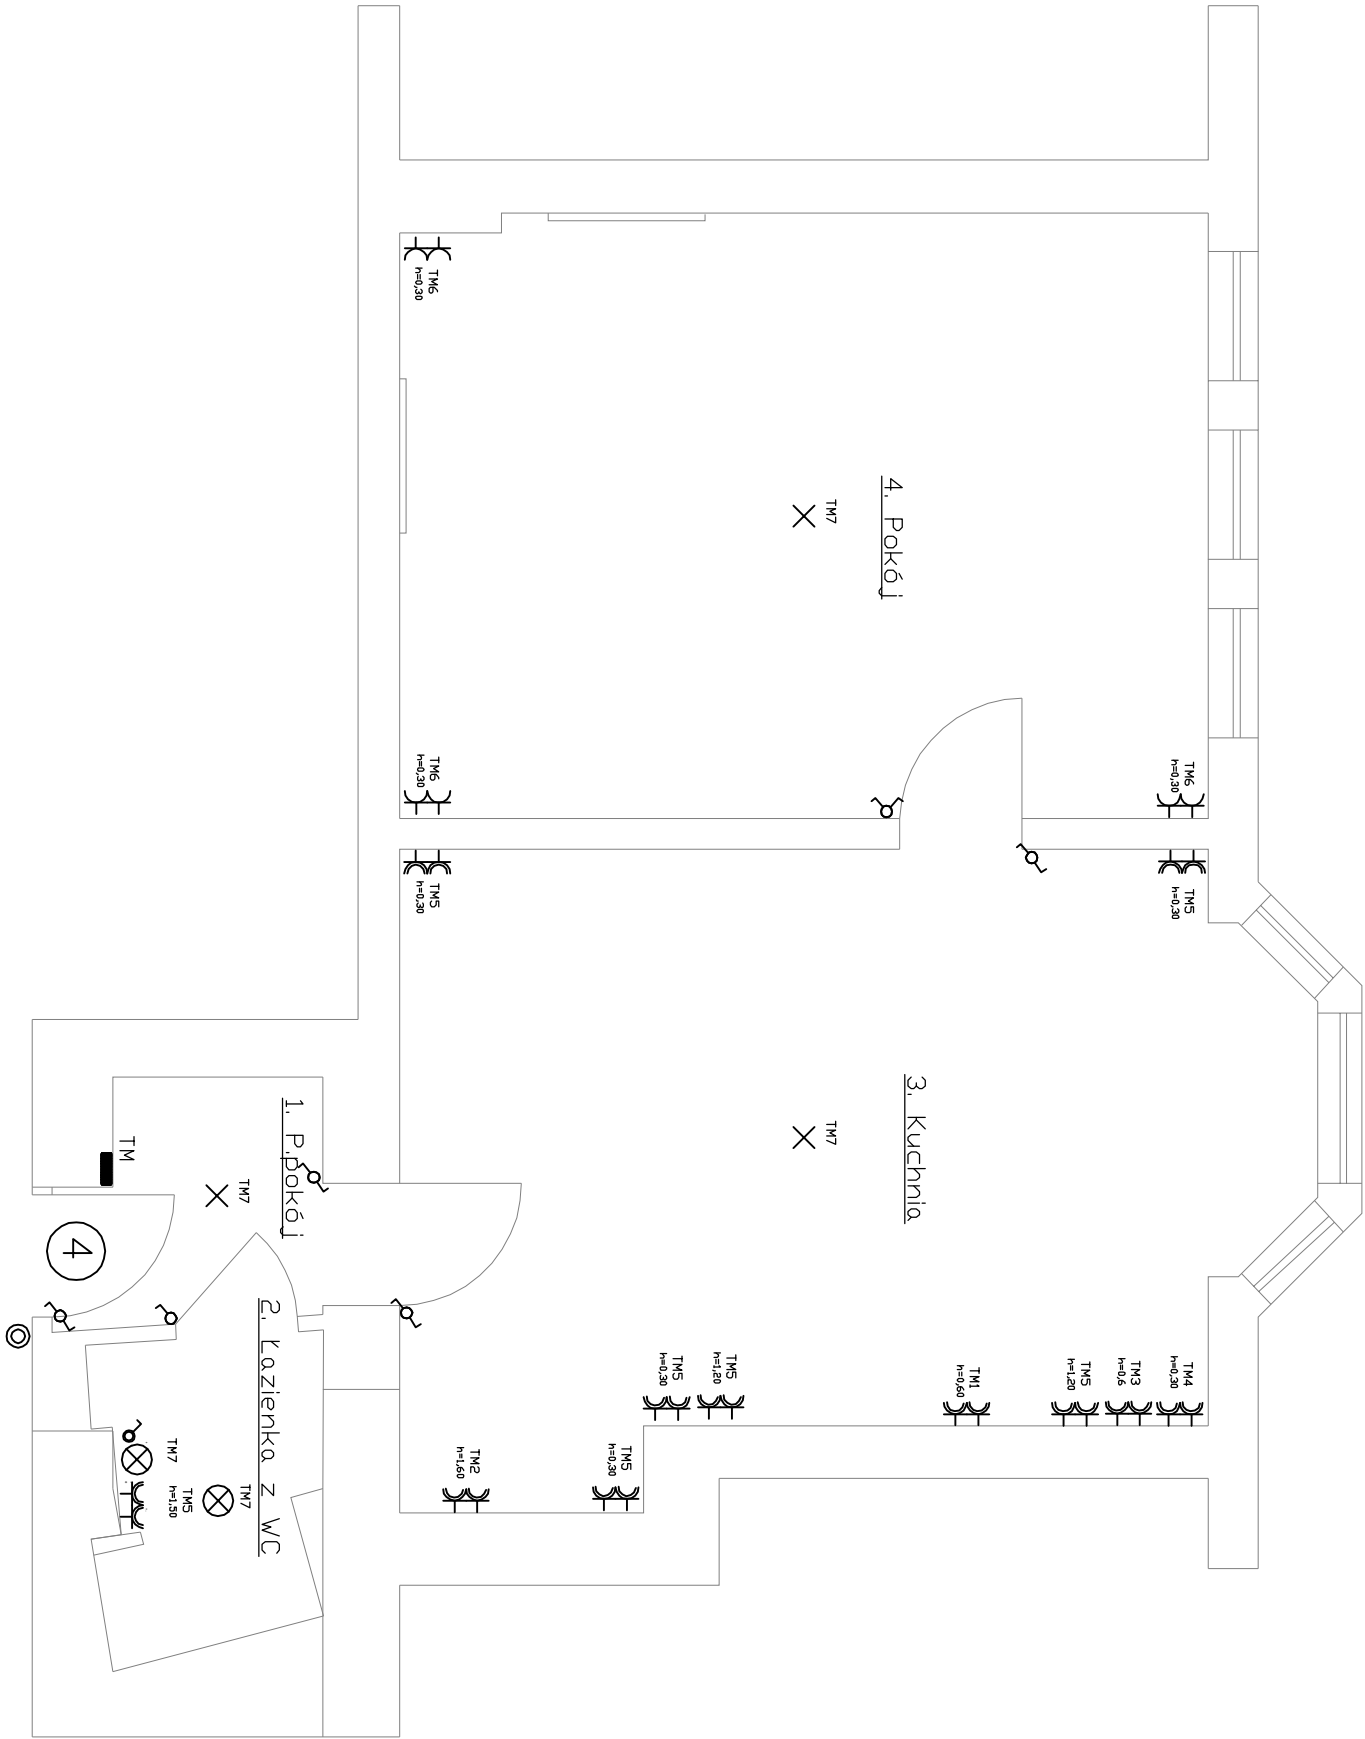 TM6
h=0,30
4. Pokój
TM7
TM6
h=0,30
TM6
h=0,30
TM5
h=0,30
TM5
h=0,30
3. Kuchnia
TM7
1. P.pokój
TM
TM7
4
2. Łazienka z WC
TM5
h=0,30
TM5
h=1,20
TM1
h=0,60
TM5
h=1,20
TM3
h=0,6
TM4
h=0,30
TM2
h=1,60
TM5
h=0,30
TM7
TM5
h=1,50
TM7